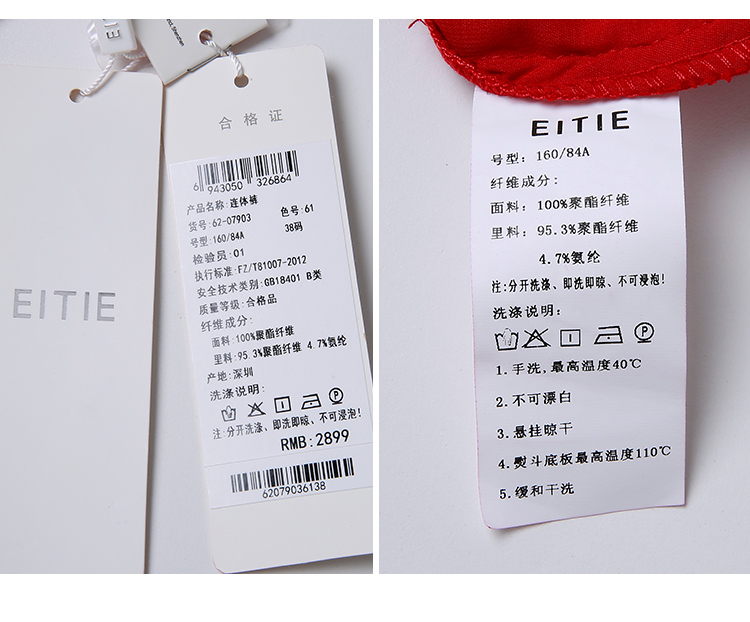 EITIE
合格证
6 943050 326864
产品名称:连体裤
货号:62-07903 色号:61
号型:160/84A 38码
检验员:01
执行标准:FZ/T81007-2012
安全技术类别:GB18401 B类
质量等级:合格品
纤维成分:
面料:100%聚酯纤维
里料:95.3%聚酯纤维 4.7%氨纶
产地:深圳
洗涤说明:
注:分开洗涤、即洗即晾、不可浸泡!
RMB:2899
62079036138
EITIE
号型: 160/84A
纤维成分:
面料: 100%聚酯纤维
里料: 95.3%聚酯纤维
4.7%氨纶
注:分开洗涤、即洗即晾、不可浸泡!
洗涤说明:
1.手洗,最高温度40℃
2.不可漂白
3.悬挂晾干
4.熨斗底板最高温度110℃
5.缓和干洗